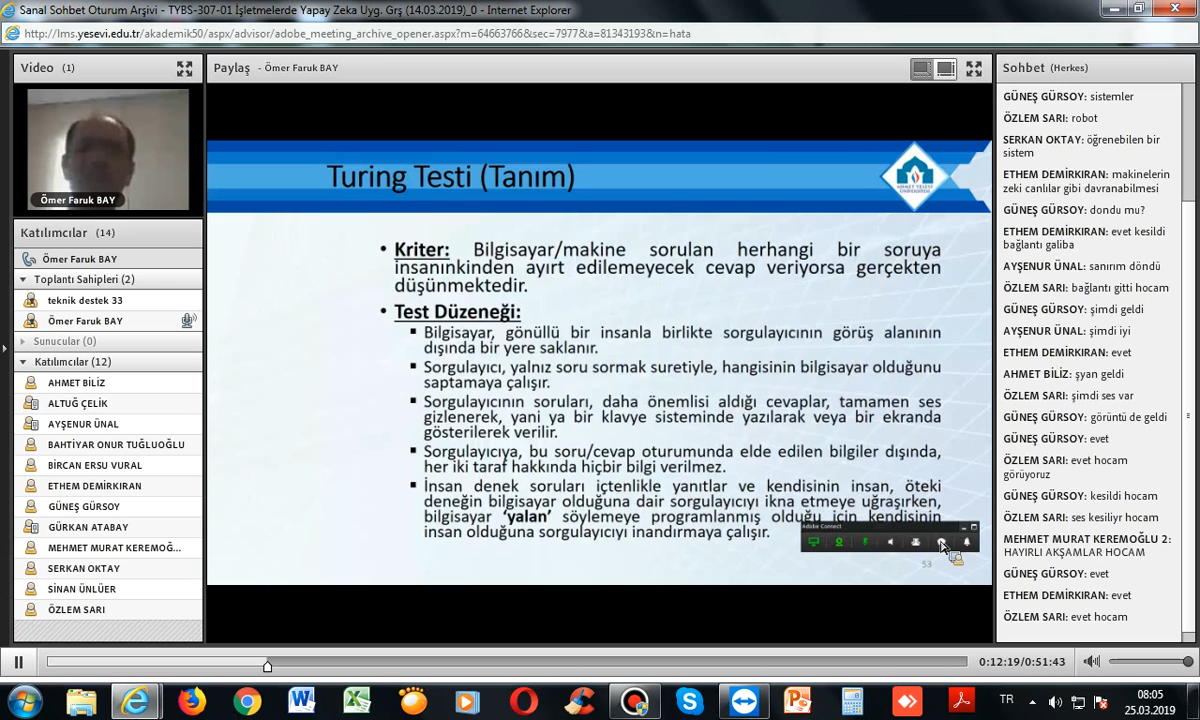 Sanal Sohbet Oturum Arşivi - TYBS-307-01 İşletmelerde Yapay Zeka Uyg. Grş (14.03.2019)_0 - Internet Explorer
http://lms.yesevi.edu.tr/akademik50/aspx/advisor/adobe_meeting_archive_opener.aspx?m=64663766&sec=7977&a=81343193&n=hata
Video (1)
Ömer Faruk BAY
Katılımcılar (14)
Ömer Faruk BAY
Toplantı Sahipleri (2)
teknik destek 33
Ömer Faruk BAY
Sunucular (0)
Katılımcılar (12)
AHMET BİLİZ
ALTUĞ ÇELİK
AYŞENUR ÜNAL
BAHTİYAR ONUR TUĞLUOĞLU
BİRCAN ERSU VURAL
ETHEM DEMİRKIRAN
GÜNEŞ GÜRSOY
GÜRKAN ATABAY
MEHMET MURAT KEREMOĞ...
SERKAN OKTAY
SİNAN ÜNLÜER
ÖZLEM SARI
Paylaş - Ömer Faruk BAY
Turing Testi (Tanım)
AHMET YESEVİ
ÜNİVERSİTESİ
• Kriter: Bilgisayar/makine sorulan herhangi bir soruya
insanınkinden ayırt edilemeyecek cevap veriyorsa gerçekten
düşünmektedir.
• Test Düzeneği:
▪ Bilgisayar, gönüllü bir insanla birlikte sorgulayıcının görüş alanının
dışında bir yere saklanır.
▪ Sorgulayıcı, yalnız soru sormak suretiyle, hangisinin bilgisayar olduğunu
saptamaya çalışır.
▪ Sorgulayıcının soruları, daha önemlisi aldığı cevaplar, tamamen ses
gizlenerek, yani ya bir klavye sisteminde yazılarak veya bir ekranda
gösterilerek verilir.
▪ Sorgulayıcıya, bu soru/cevap oturumunda elde edilen bilgiler dışında,
her iki taraf hakkında hiçbir bilgi verilmez.
▪ İnsan denek soruları içtenlikle yanıtlar ve kendisinin insan, öteki
deneğin bilgisayar olduğuna dair sorgulayıcıyı ikna etmeye uğraşırken,
bilgisayar ‘yalan’ söylemeye programlanmış olduğu için kendisinin
insan olduğuna sorgulayıcıyı inandırmaya çalışır.
Adobe Connect
53
Sohbet (Herkes)
GÜNEŞ GÜRSOY: sistemler
ÖZLEM SARI: robot
SERKAN OKTAY: öğrenebilen bir
sistem
ETHEM DEMİRKIRAN: makinelerin
zeki canlılar gibi davranabilmesi
GÜNEŞ GÜRSOY: dondu mu?
ETHEM DEMİRKIRAN: evet kesildi
bağlantı galiba
AYŞENUR ÜNAL: sanırım döndü
ÖZLEM SARI: bağlantı gitti hocam
GÜNEŞ GÜRSOY: şimdi geldi
AYŞENUR ÜNAL: şimdi iyi
ETHEM DEMİRKIRAN: evet
AHMET BİLİZ: şyan geldi
ÖZLEM SARI: şimdi ses var
GÜNEŞ GÜRSOY: görüntü de geldi
GÜNEŞ GÜRSOY: evet
ÖZLEM SARI: evet hocam
görüyoruz
GÜNEŞ GÜRSOY: kesildi hocam
ÖZLEM SARI: ses kesiliyr hocam
MEHMET MURAT KEREMOĞLU 2:
HAYIRLI AKŞAMLAR HOCAM
GÜNEŞ GÜRSOY: evet
ETHEM DEMİRKIRAN: evet
ÖZLEM SARI: evet hocam
0:12:19/0:51:43
TR
08:05
25.03.2019